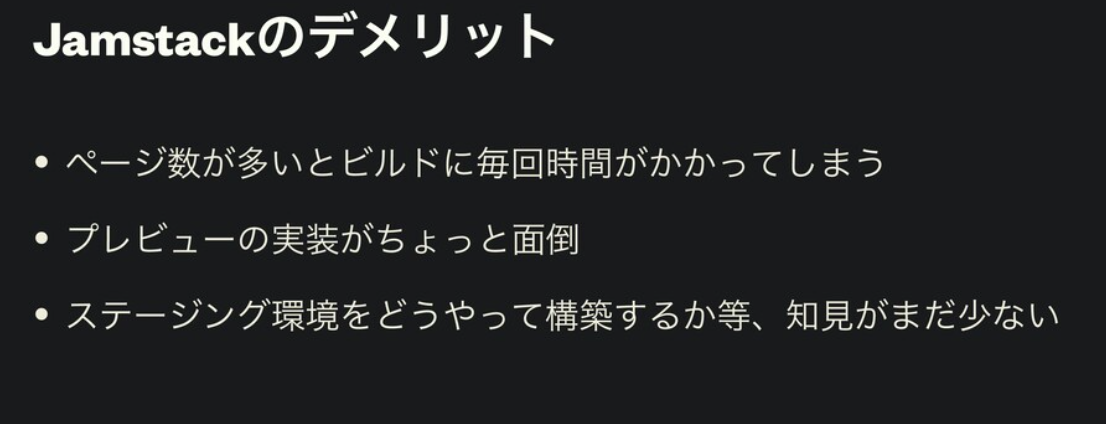 Jamstackのデメリット
• ページ数が多いとビルドに毎回時間がかかってしまう
• プレビューの実装がちょっと面倒
• ステージング環境をどうやって構築するか等、知見がまだ少ない